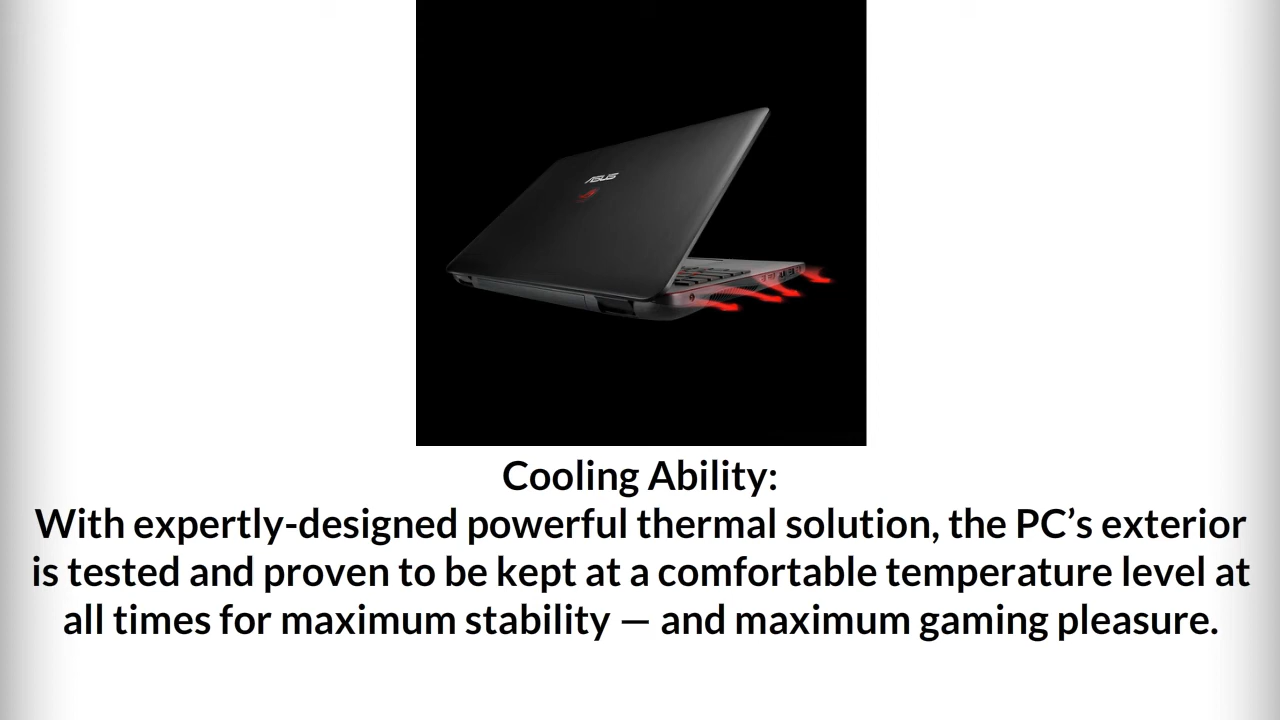 ASUS
Cooling Ability:
With expertly-designed powerful thermal solution, the PC’s exterior
is tested and proven to be kept at a comfortable temperature level at
all times for maximum stability — and maximum gaming pleasure.